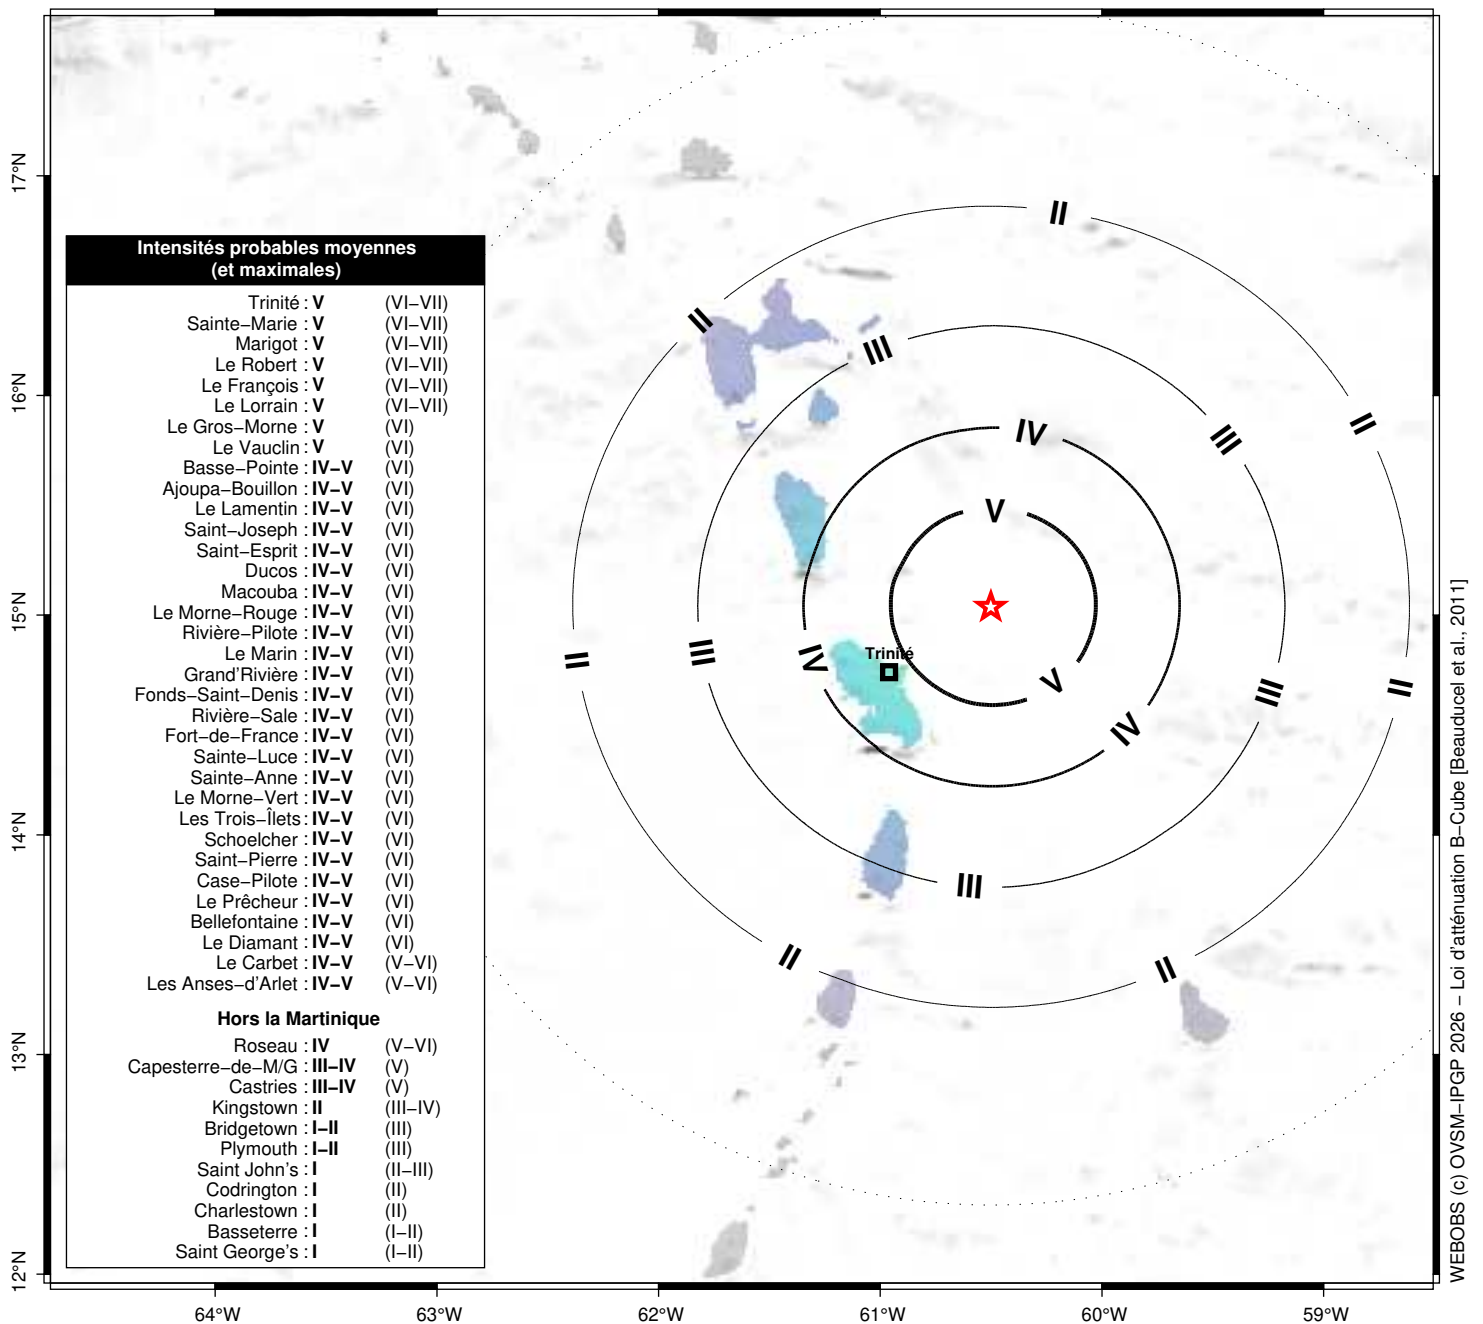 Intensités probables moyennes
(et maximales)
Trinité : V (VI–VII)
Sainte–Marie : V (VI–VII)
Marigot : V (VI–VII)
Le Robert : V (VI–VII)
Le François : V (VI–VII)
Le Lorrain : V (VI–VII)
Le Gros–Morne : V (VI)
Le Vauclin : V (VI)
Basse–Pointe : IV–V (VI)
Ajoupa–Bouillon : IV–V (VI)
Le Lamentin : IV–V (VI)
Saint–Joseph : IV–V (VI)
Saint–Esprit : IV–V (VI)
Ducos : IV–V (VI)
Macouba : IV–V (VI)
Le Morne–Rouge : IV–V (VI)
Rivière–Pilote : IV–V (VI)
Le Marin : IV–V (VI)
Grand'Rivière : IV–V (VI)
Fonds–Saint–Denis : IV–V (VI)
Rivière–Sale : IV–V (VI)
Fort–de–France : IV–V (VI)
Sainte–Luce : IV–V (VI)
Sainte–Anne : IV–V (VI)
Le Morne–Vert : IV–V (VI)
Les Trois–Îlets : IV–V (VI)
Schoelcher : IV–V (VI)
Saint–Pierre : IV–V (VI)
Case–Pilote : IV–V (VI)
Le Prêcheur : IV–V (VI)
Bellefontaine : IV–V (VI)
Le Diamant : IV–V (VI)
Le Carbet : IV–V (V–VI)
Les Anses–d'Arlet : IV–V (V–VI)
Hors la Martinique
Roseau : IV (V–VI)
Capesterre–de–M/G : III–IV (V)
Castries : III–IV (V)
Kingstown : II (III–IV)
Bridgetown : I–II (III)
Plymouth : I–II (III)
Saint John's : I (II–III)
Codrington : I (II)
Charlestown : I (II)
Basseterre : I (I–II)
Saint George's : I (I–II)
17°N
16°N
15°N
14°N
13°N
12°N
64°W
63°W
62°W
61°W
60°W
59°W
II
II
III
II
III
IV
V
Trinité
II
III
IV
V
III
II
IV
III
II
II
WEBOBS (c) OVSM–IPGP 2026 – Loi d'atténuation B–Cube [Beauducel et al., 2011]